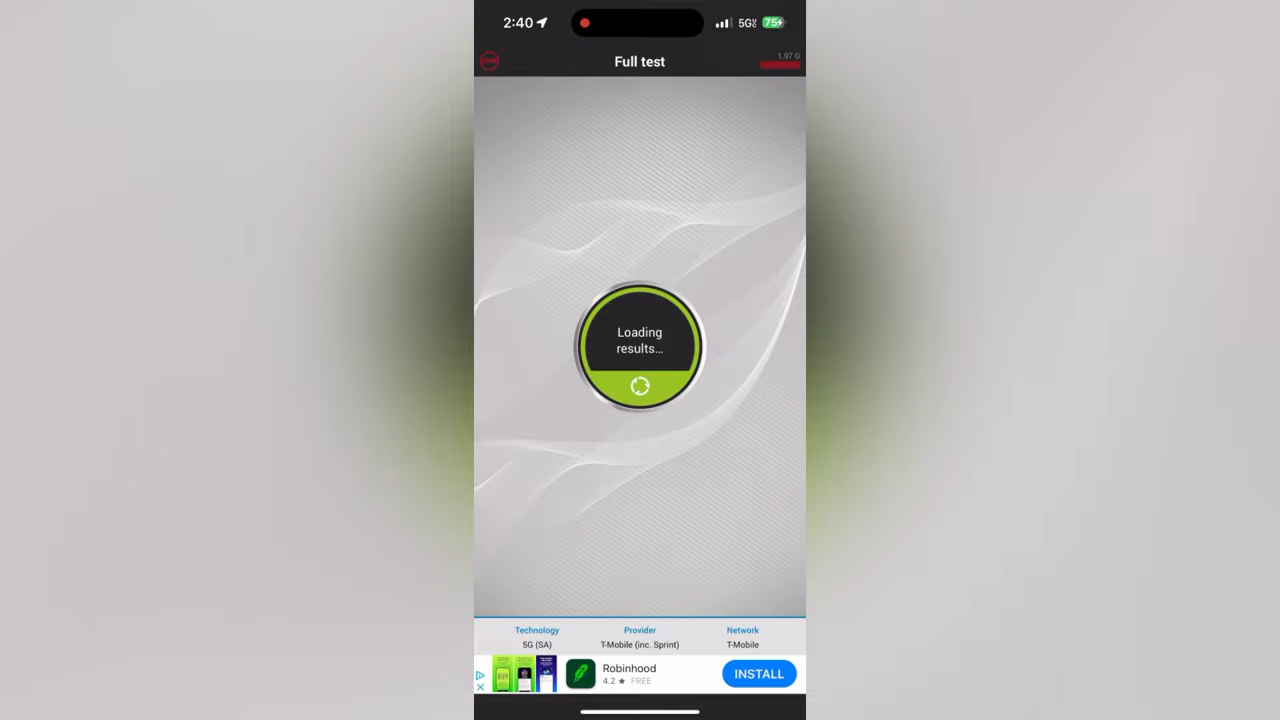 2:40
5G
75
Full test
1.97 G
Loading
results...
Technology
Provider
Network
5G (SA)
T-Mobile (inc. Sprint)
T-Mobile
Robinhood
4.2 ★ FREE
INSTALL